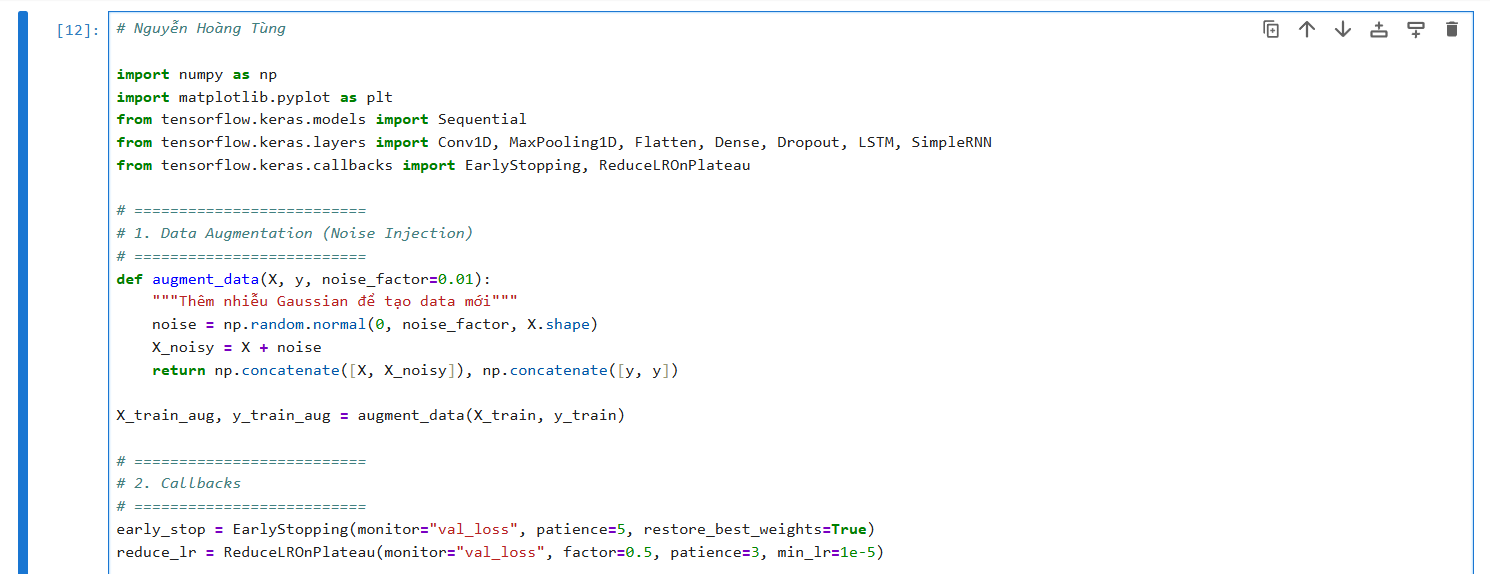 [12]:
# Nguyễn Hoàng Tùng
import numpy as np
import matplotlib.pyplot as plt
from tensorflow.keras.models import Sequential
from tensorflow.keras.layers import Conv1D, MaxPooling1D, Flatten, Dense, Dropout, LSTM, SimpleRNN
from tensorflow.keras.callbacks import EarlyStopping, ReduceLROnPlateau
# ==========================
# 1. Data Augmentation (Noise Injection)
# ==========================
def augment_data(X, y, noise_factor=0.01):
    """Thêm nhiễu Gaussian để tạo data mới"""
    noise = np.random.normal(0, noise_factor, X.shape)
    X_noisy = X + noise
    return np.concatenate([X, X_noisy]), np.concatenate([y, y])
X_train_aug, y_train_aug = augment_data(X_train, y_train)
# ==========================
# 2. Callbacks
# ==========================
early_stop = EarlyStopping(monitor="val_loss", patience=5, restore_best_weights=True)
reduce_lr = ReduceLROnPlateau(monitor="val_loss", factor=0.5, patience=3, min_lr=1e-5)